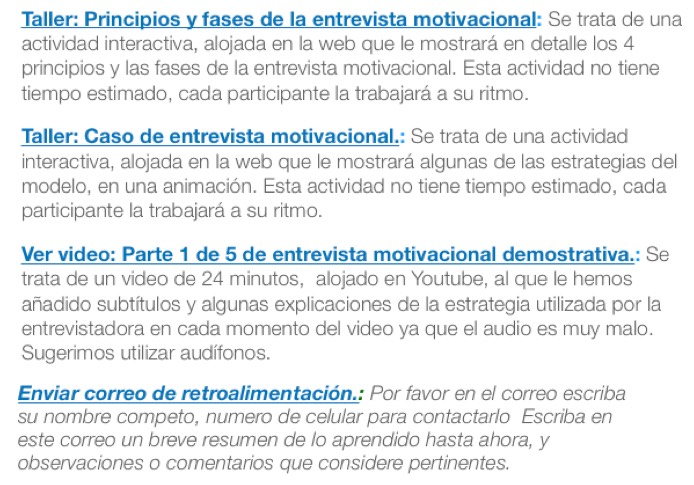 Taller: Principios y fases de la entrevista motivacional: Se trata de una
actividad interactiva, alojada en la web que le mostrará en detalle los 4
principios y las fases de la entrevista motivacional. Esta actividad no tiene
tiempo estimado, cada participante la trabajará a su ritmo.
Taller: Caso de entrevista motivacional.: Se trata de una actividad
interactiva, alojada en la web que le mostrará algunas de las estrategias del
modelo, en una animación. Esta actividad no tiene tiempo estimado, cada
participante la trabajará a su ritmo.
Ver video: Parte 1 de 5 de entrevista motivacional demostrativa.: Se
trata de un video de 24 minutos,  alojado en Youtube, al que le hemos
añadido subtítulos y algunas explicaciones de la estrategia utilizada por la
entrevistadora en cada momento del video ya que el audio es muy malo.
Sugerimos utilizar audífonos.
Enviar correo de retroalimentación.: Por favor en el correo escriba
su nombre competo, numero de celular para contactarlo  Escriba en
este correo un breve resumen de lo aprendido hasta ahora, y
observaciones o comentarios que considere pertinentes.